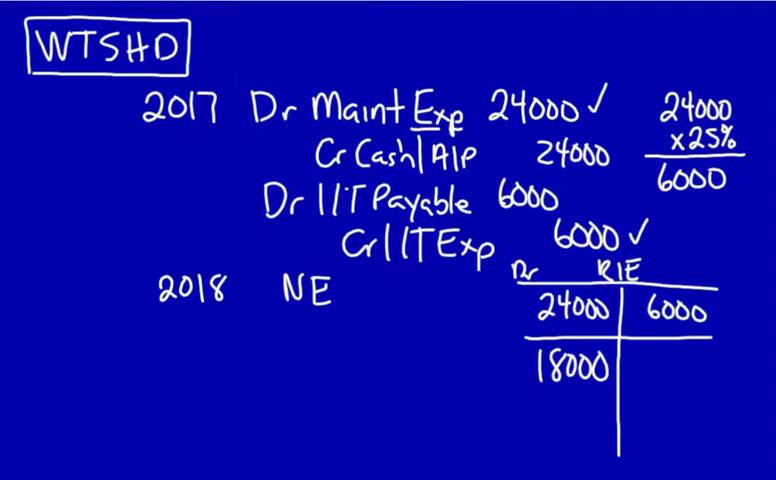 WTSHD
2017 Dr Maint Exp 24000 ✓ 24000
Cr Cash/A/P 24000 x25%
6000
Dr I/T Payable 6000
Cr I/T Exp 6000 ✓
Dr R/E
2018 NE 24000 6000
18000